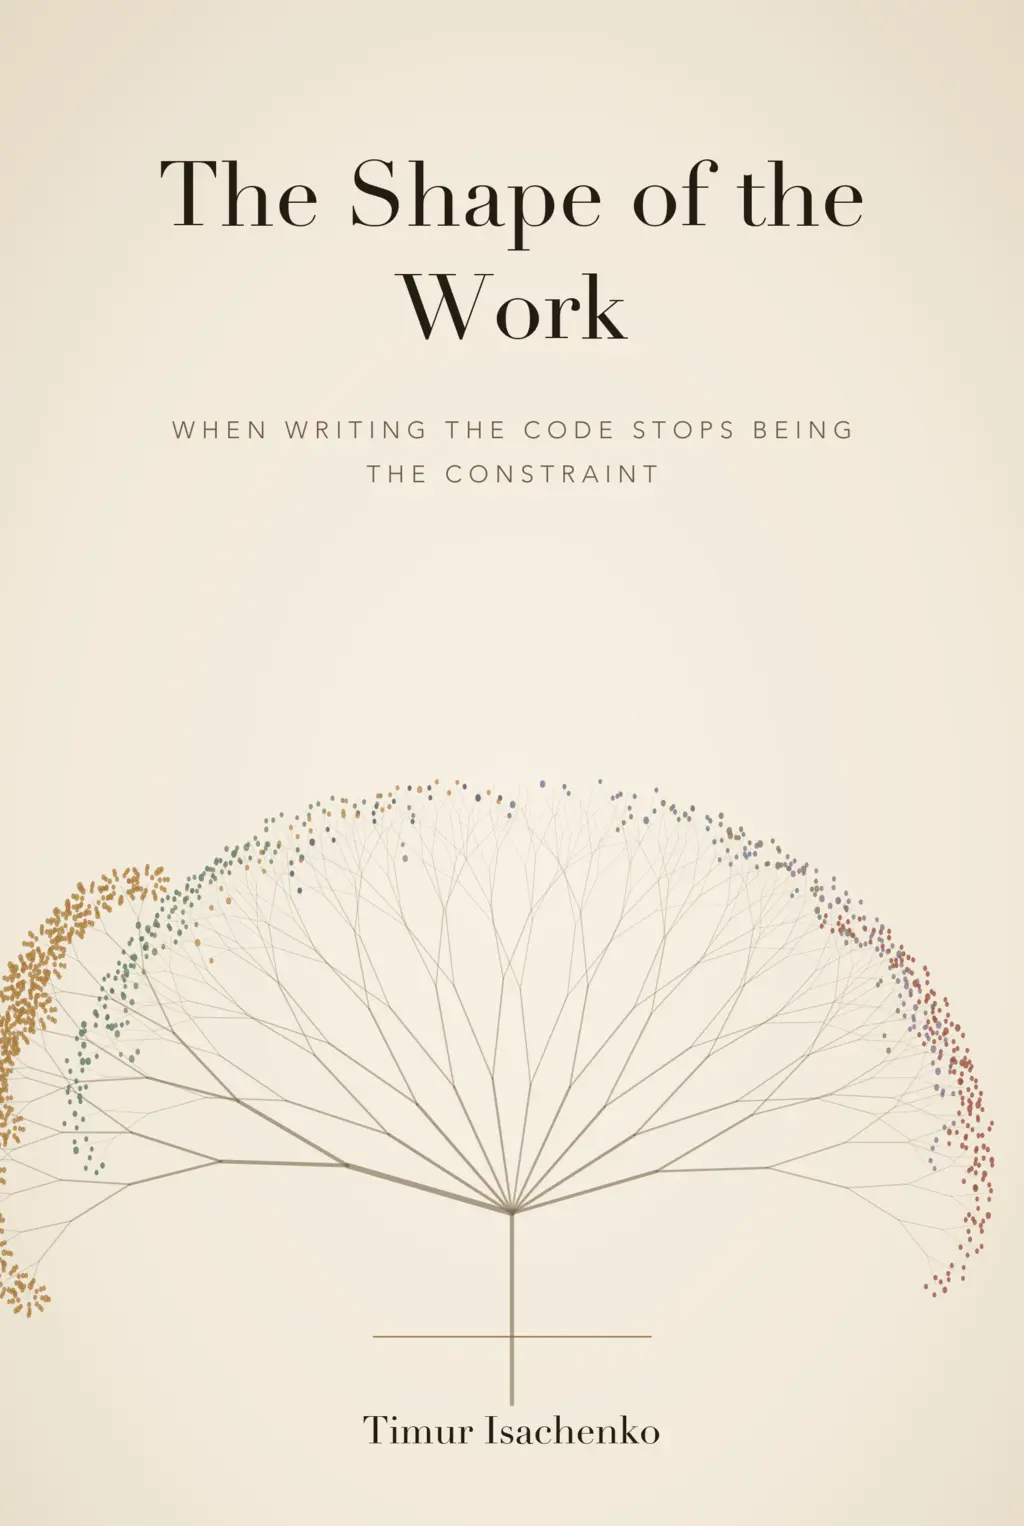 The Shape of the
Work
WHEN WRITING THE CODE STOPS BEING
THE CONSTRAINT
Timur Isachenko